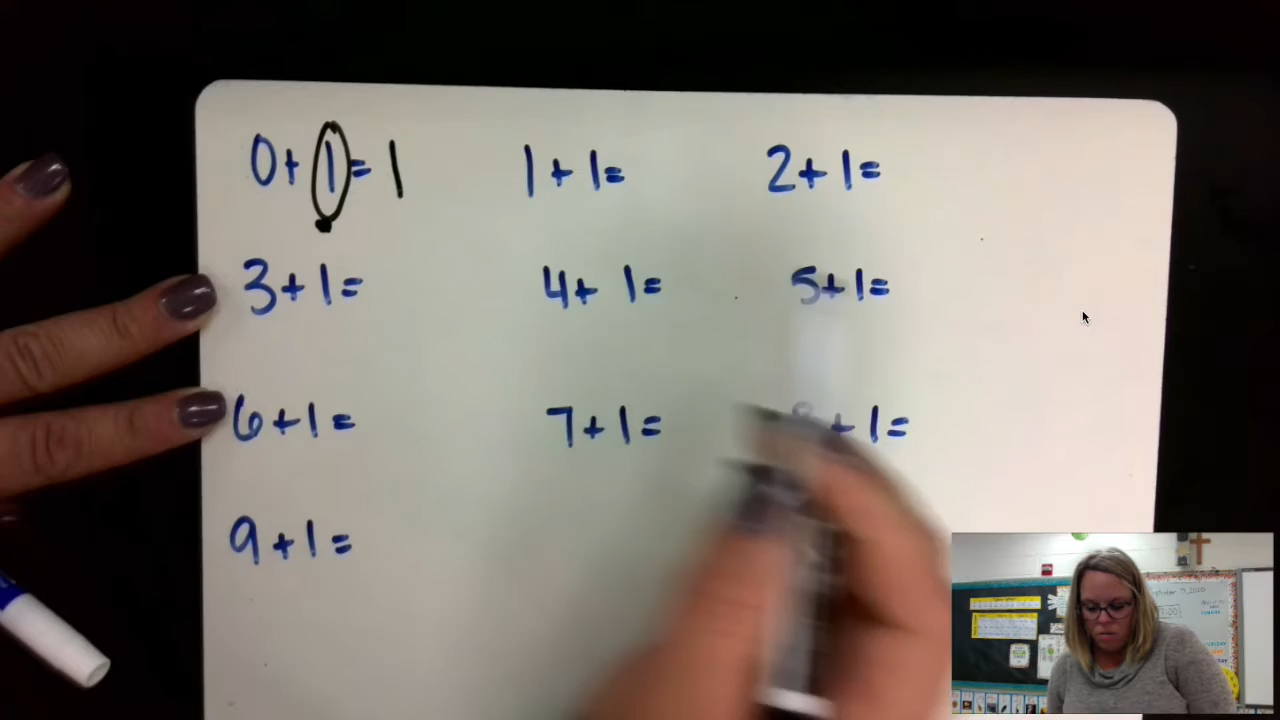 0 + 1 = 1 1 + 1 = 2 + 1 =
3 + 1 = 4 + 1 = 5 + 1 =
6 + 1 = 7 + 1 = + 1 =
9 + 1 =